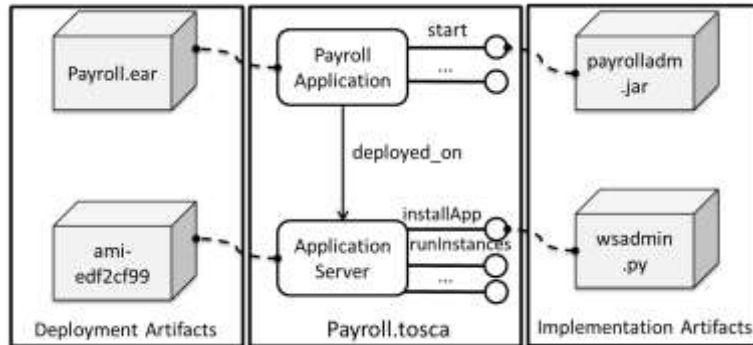 Payroll.ear
ami-
edf2cf99
Deployment Artifacts
Payroll
Application
start
...
deployed_on
Application
Server
installApp
runInstances
...
Payroll.tosca
payrolladm
.jar
wsadmin
.py
Implementation Artifacts